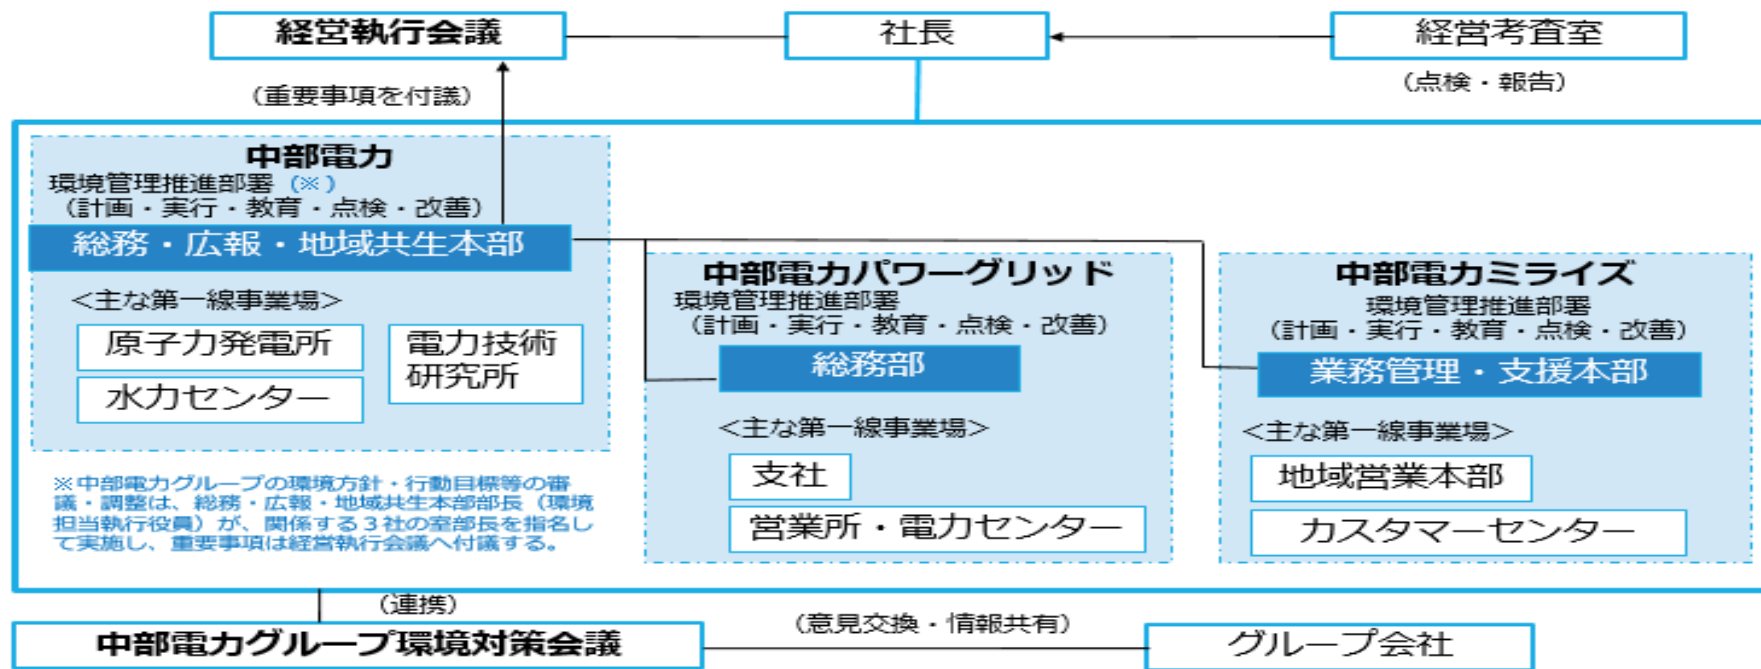 経営執行会議
社長
経営考査室
（重要事項を付議）
（点検・報告）
中部電力
環境管理推進部署（※）
（計画・実行・教育・点検・改善）
総務・広報・地域共生本部
＜主な第一線事業場＞
原子力発電所
水力センター
電力技術
研究所
※中部電力グループの環境方針・行動目標等の審
議・調整は、総務・広報・地域共生本部部長（環境
担当執行役員）が、関係する３社の室部長を指名し
て実施し、重要事項は経営執行会議へ付議する。
中部電力パワーグリッド
環境管理推進部署
（計画・実行・教育・点検・改善）
総務部
＜主な第一線事業場＞
支社
営業所・電力センター
中部電力ミライズ
環境管理推進部署
（計画・実行・教育・点検・改善）
業務管理・支援本部
＜主な第一線事業場＞
地域営業本部
カスタマーセンター
（連携）
中部電力グループ環境対策会議
（意見交換・情報共有）
グループ会社